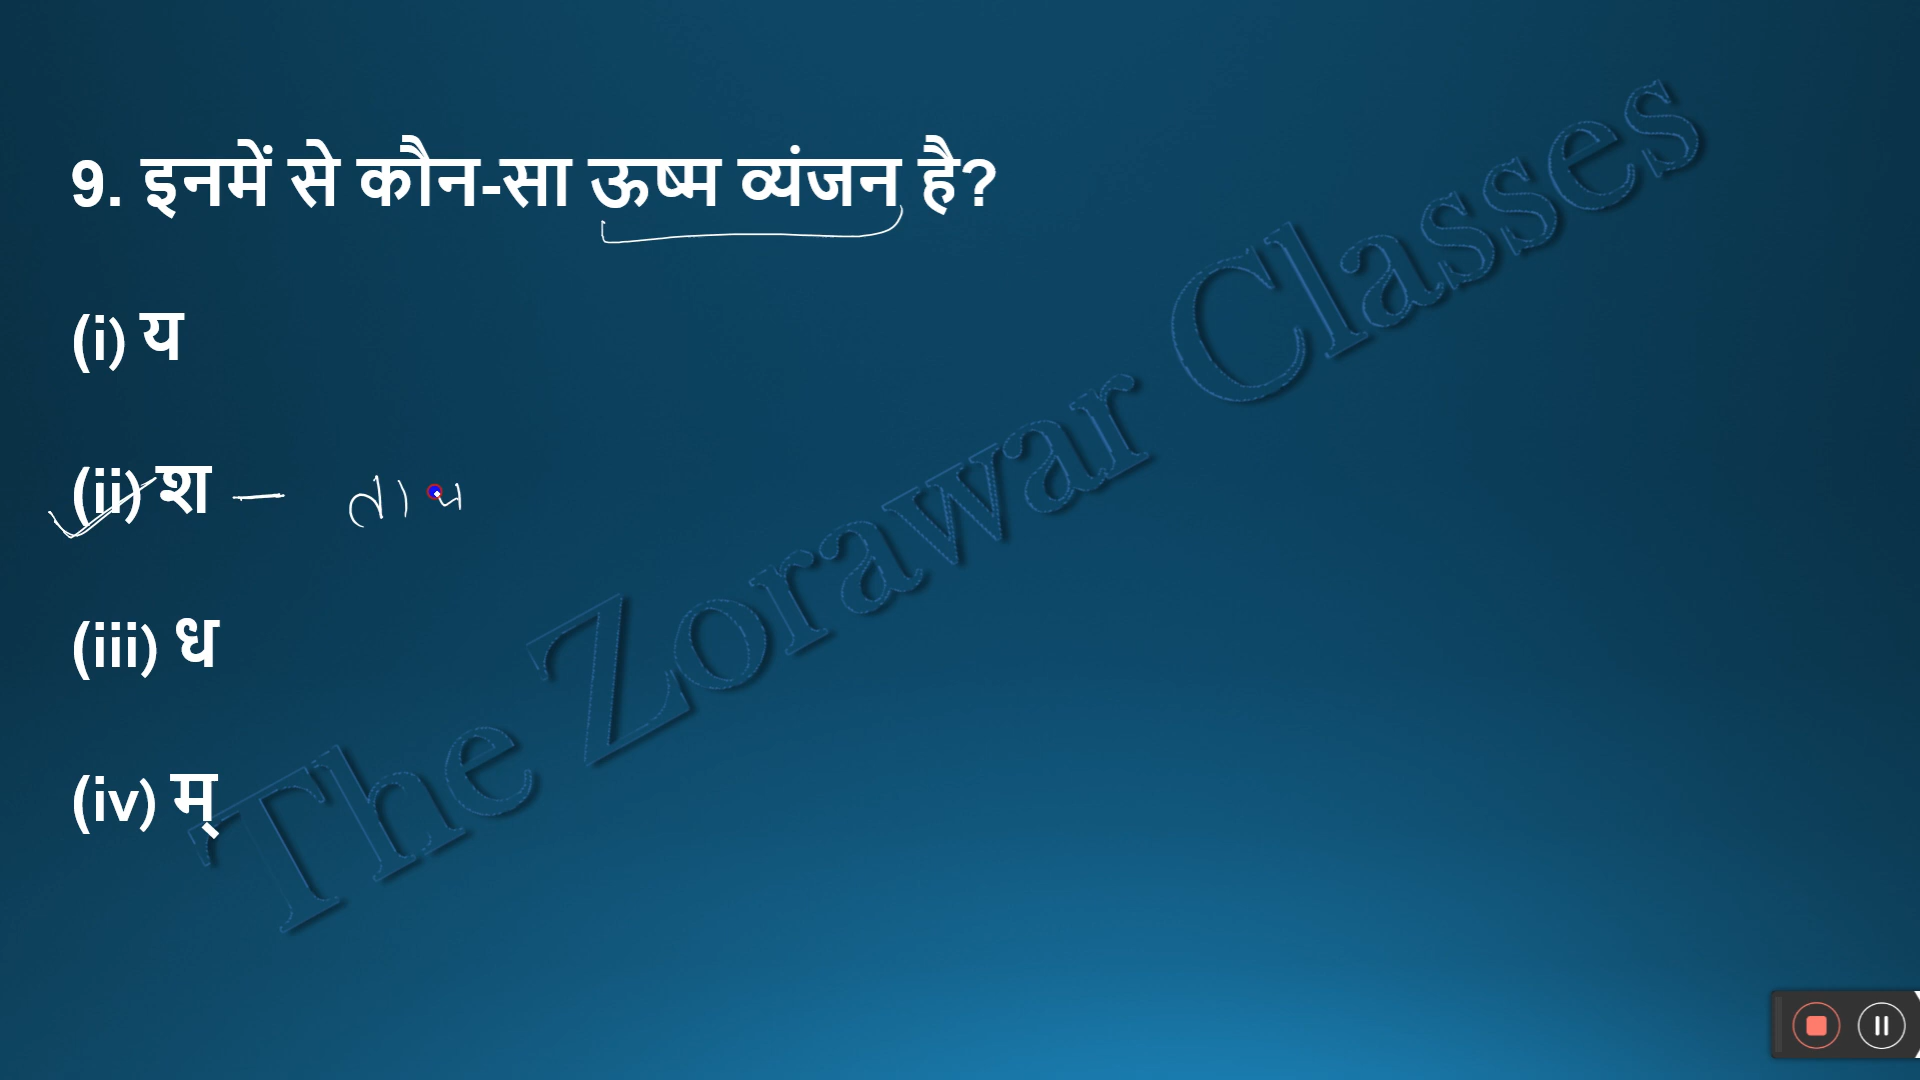 9. इनमें से कौन-सा ऊष्म व्यंजन है?
(i) य
(ii) श
(iii) ध
(iv) म्
The Zorawar Classes